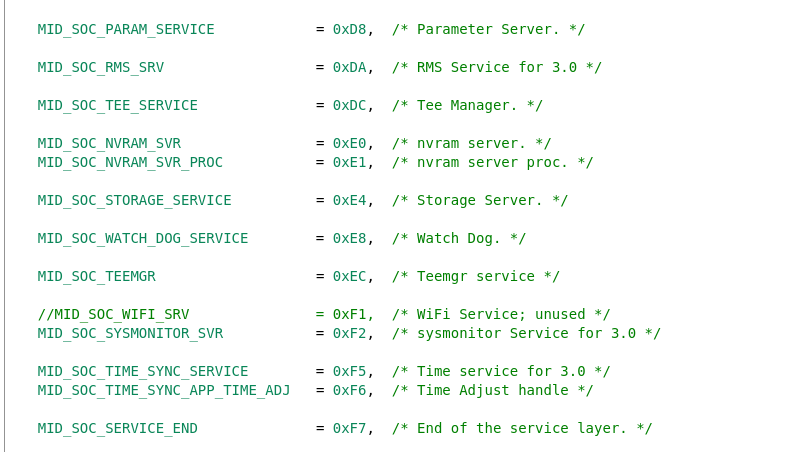 MID_SOC_PARAM_SERVICE = 0xD8, /* Parameter Server. */
MID_SOC_RMS_SRV = 0xDA, /* RMS Service for 3.0 */
MID_SOC_TEE_SERVICE = 0xDC, /* Tee Manager. */
MID_SOC_NVRAM_SVR = 0xE0, /* nvram server. */
MID_SOC_NVRAM_SVR_PROC = 0xE1, /* nvram server proc. */
MID_SOC_STORAGE_SERVICE = 0xE4, /* Storage Server. */
MID_SOC_WATCH_DOG_SERVICE = 0xE8, /* Watch Dog. */
MID_SOC_TEEMGR = 0xEC, /* Teemgr service */
//MID_SOC_WIFI_SRV = 0xF1, /* WiFi Service; unused */
MID_SOC_SYSMONITOR_SVR = 0xF2, /* sysmonitor Service for 3.0 */
MID_SOC_TIME_SYNC_SERVICE = 0xF5, /* Time service for 3.0 */
MID_SOC_TIME_SYNC_APP_TIME_ADJ = 0xF6, /* Time Adjust handle */
MID_SOC_SERVICE_END = 0xF7, /* End of the service layer. */